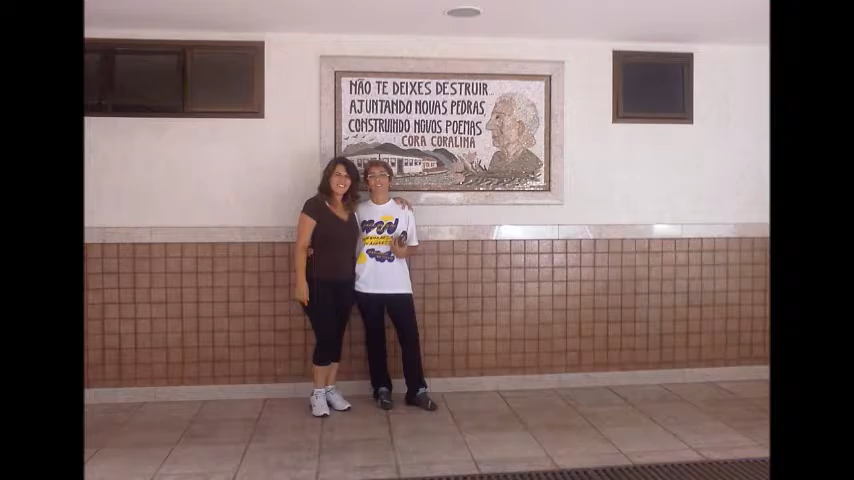 NÃO TE DEIXES DESTRUIR...
AJUNTANDO NOVAS PEDRAS
CONSTRUINDO NOVOS POEMAS
CORA CORALINA